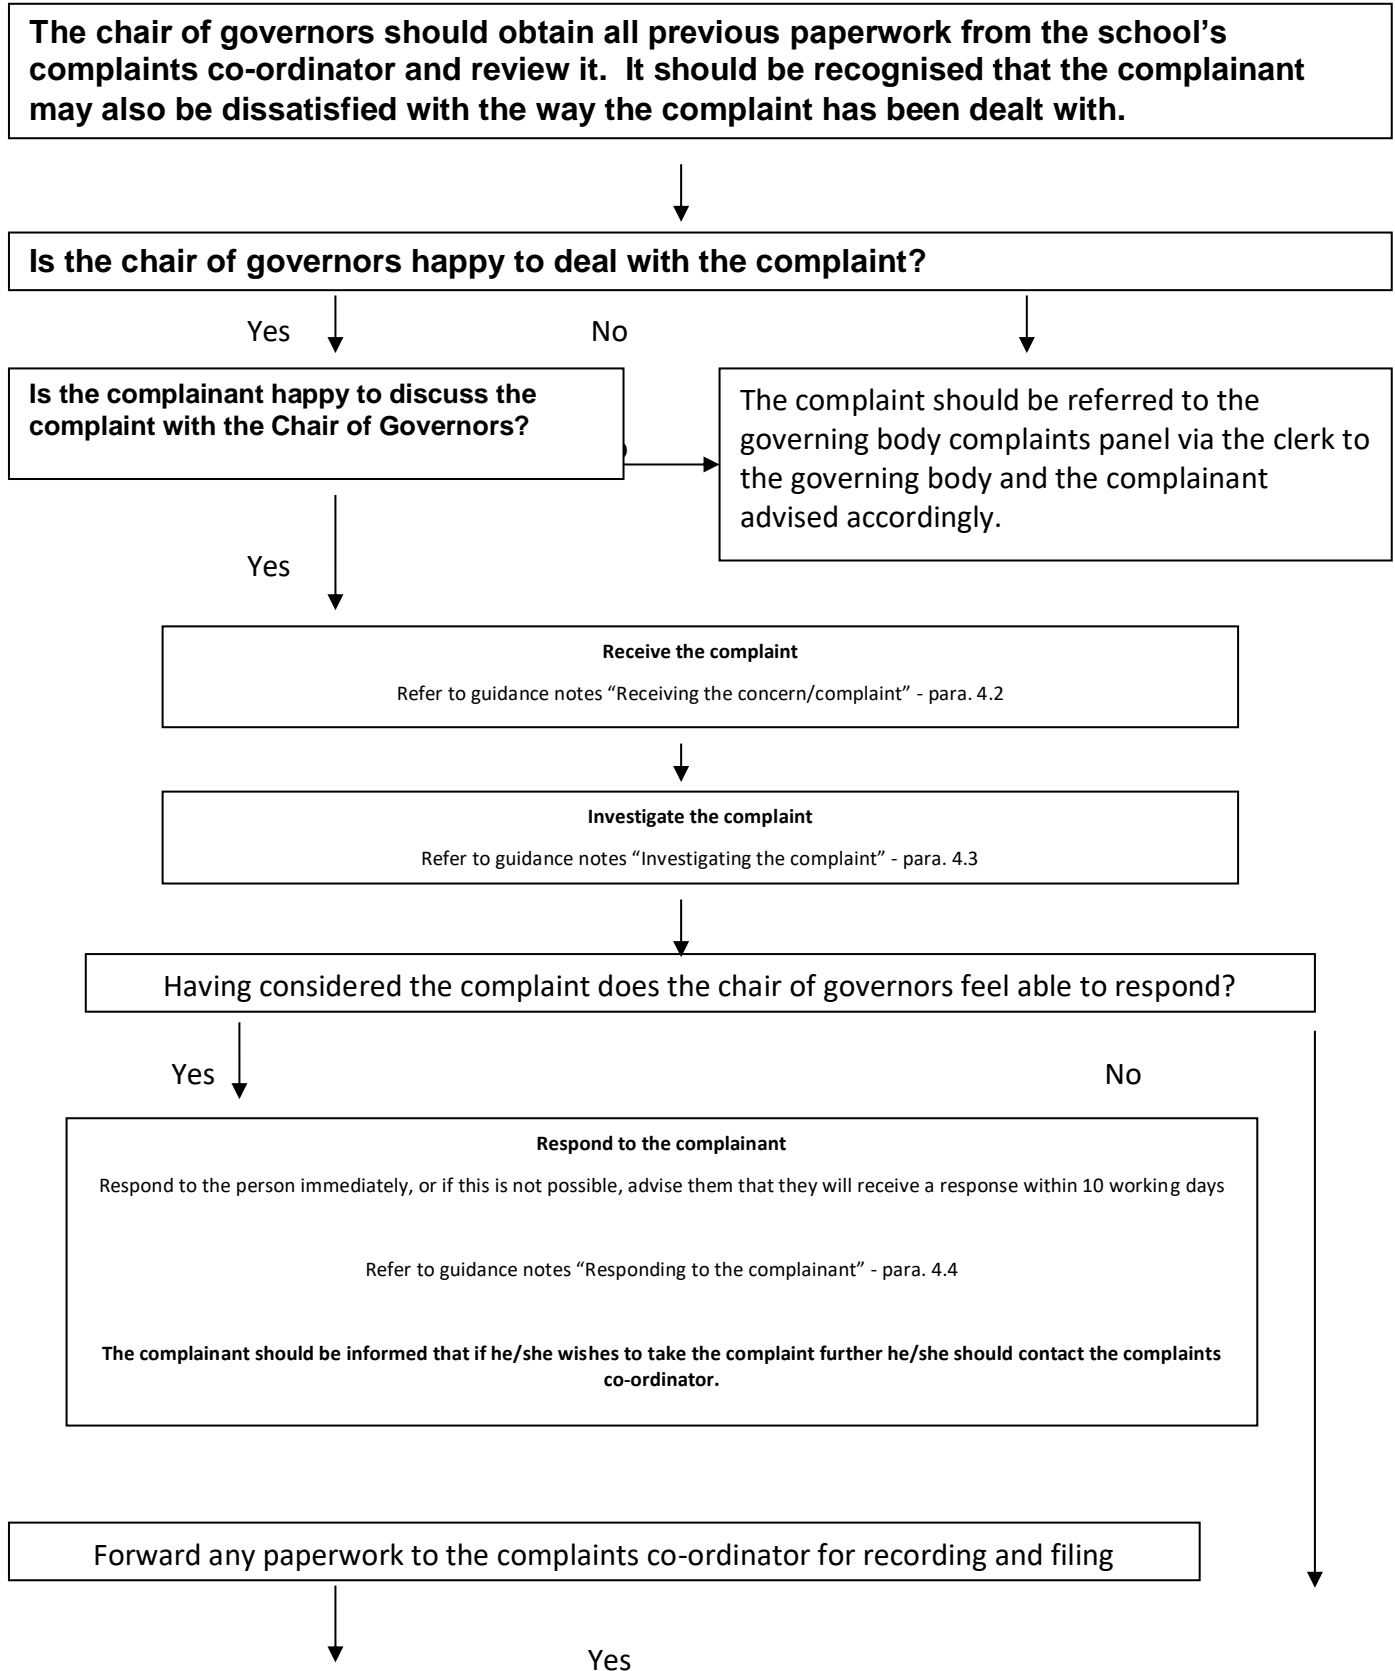 The chair of governors should obtain all previous paperwork from the school’s
complaints co-ordinator and review it.  It should be recognised that the complainant
may also be dissatisfied with the way the complaint has been dealt with.
Is the chair of governors happy to deal with the complaint?
Yes
No
Is the complainant happy to discuss the
complaint with the Chair of Governors?
The complaint should be referred to the
governing body complaints panel via the clerk to
the governing body and the complainant
advised accordingly.
Yes
Receive the complaint
Refer to guidance notes “Receiving the concern/complaint” - para. 4.2
Investigate the complaint
Refer to guidance notes “Investigating the complaint” - para. 4.3
Having considered the complaint does the chair of governors feel able to respond?
Yes
No
Respond to the complainant
Respond to the person immediately, or if this is not possible, advise them that they will receive a response within 10 working days
Refer to guidance notes “Responding to the complainant” - para. 4.4
The complainant should be informed that if he/she wishes to take the complaint further he/she should contact the complaints
co-ordinator.
Forward any paperwork to the complaints co-ordinator for recording and filing
Yes